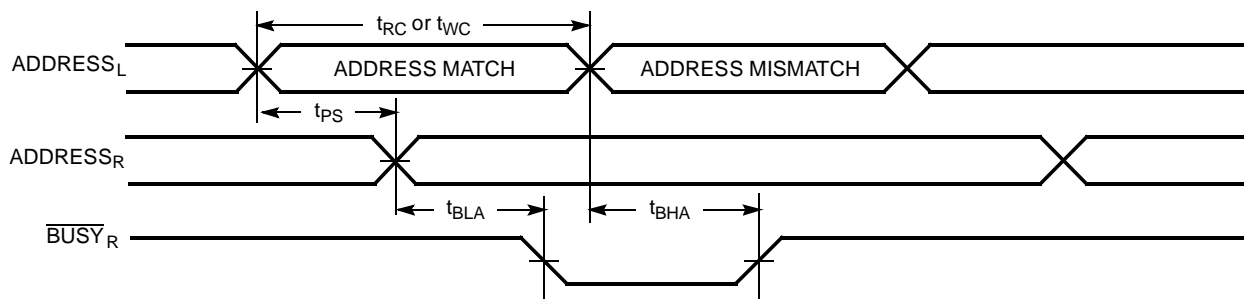 tRC or tWC
ADDRESSL
ADDRESS MATCH
ADDRESS MISMATCH
tPS
ADDRESSR
tBLA
tBHA
BUSYR